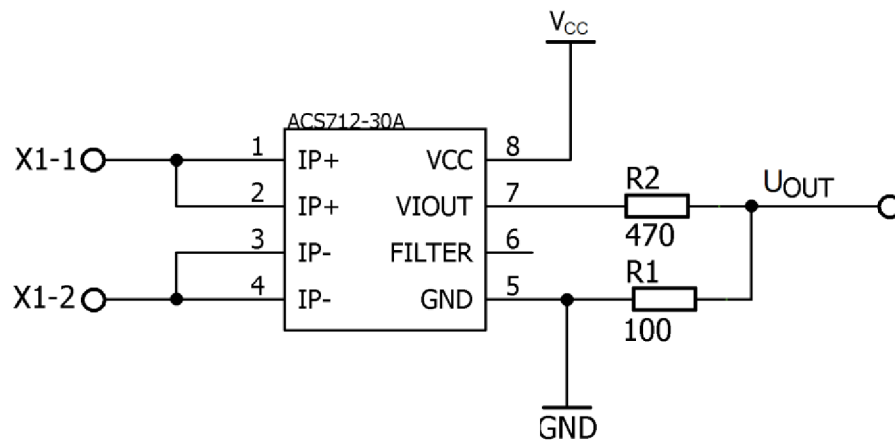 VCC
ACS712-30A
X1-1
1 IP+ VCC 8
2 IP+ VIOUT 7
R2
470
UOUT
3 IP- FILTER 6
X1-2
4 IP- GND 5
R1
100
GND